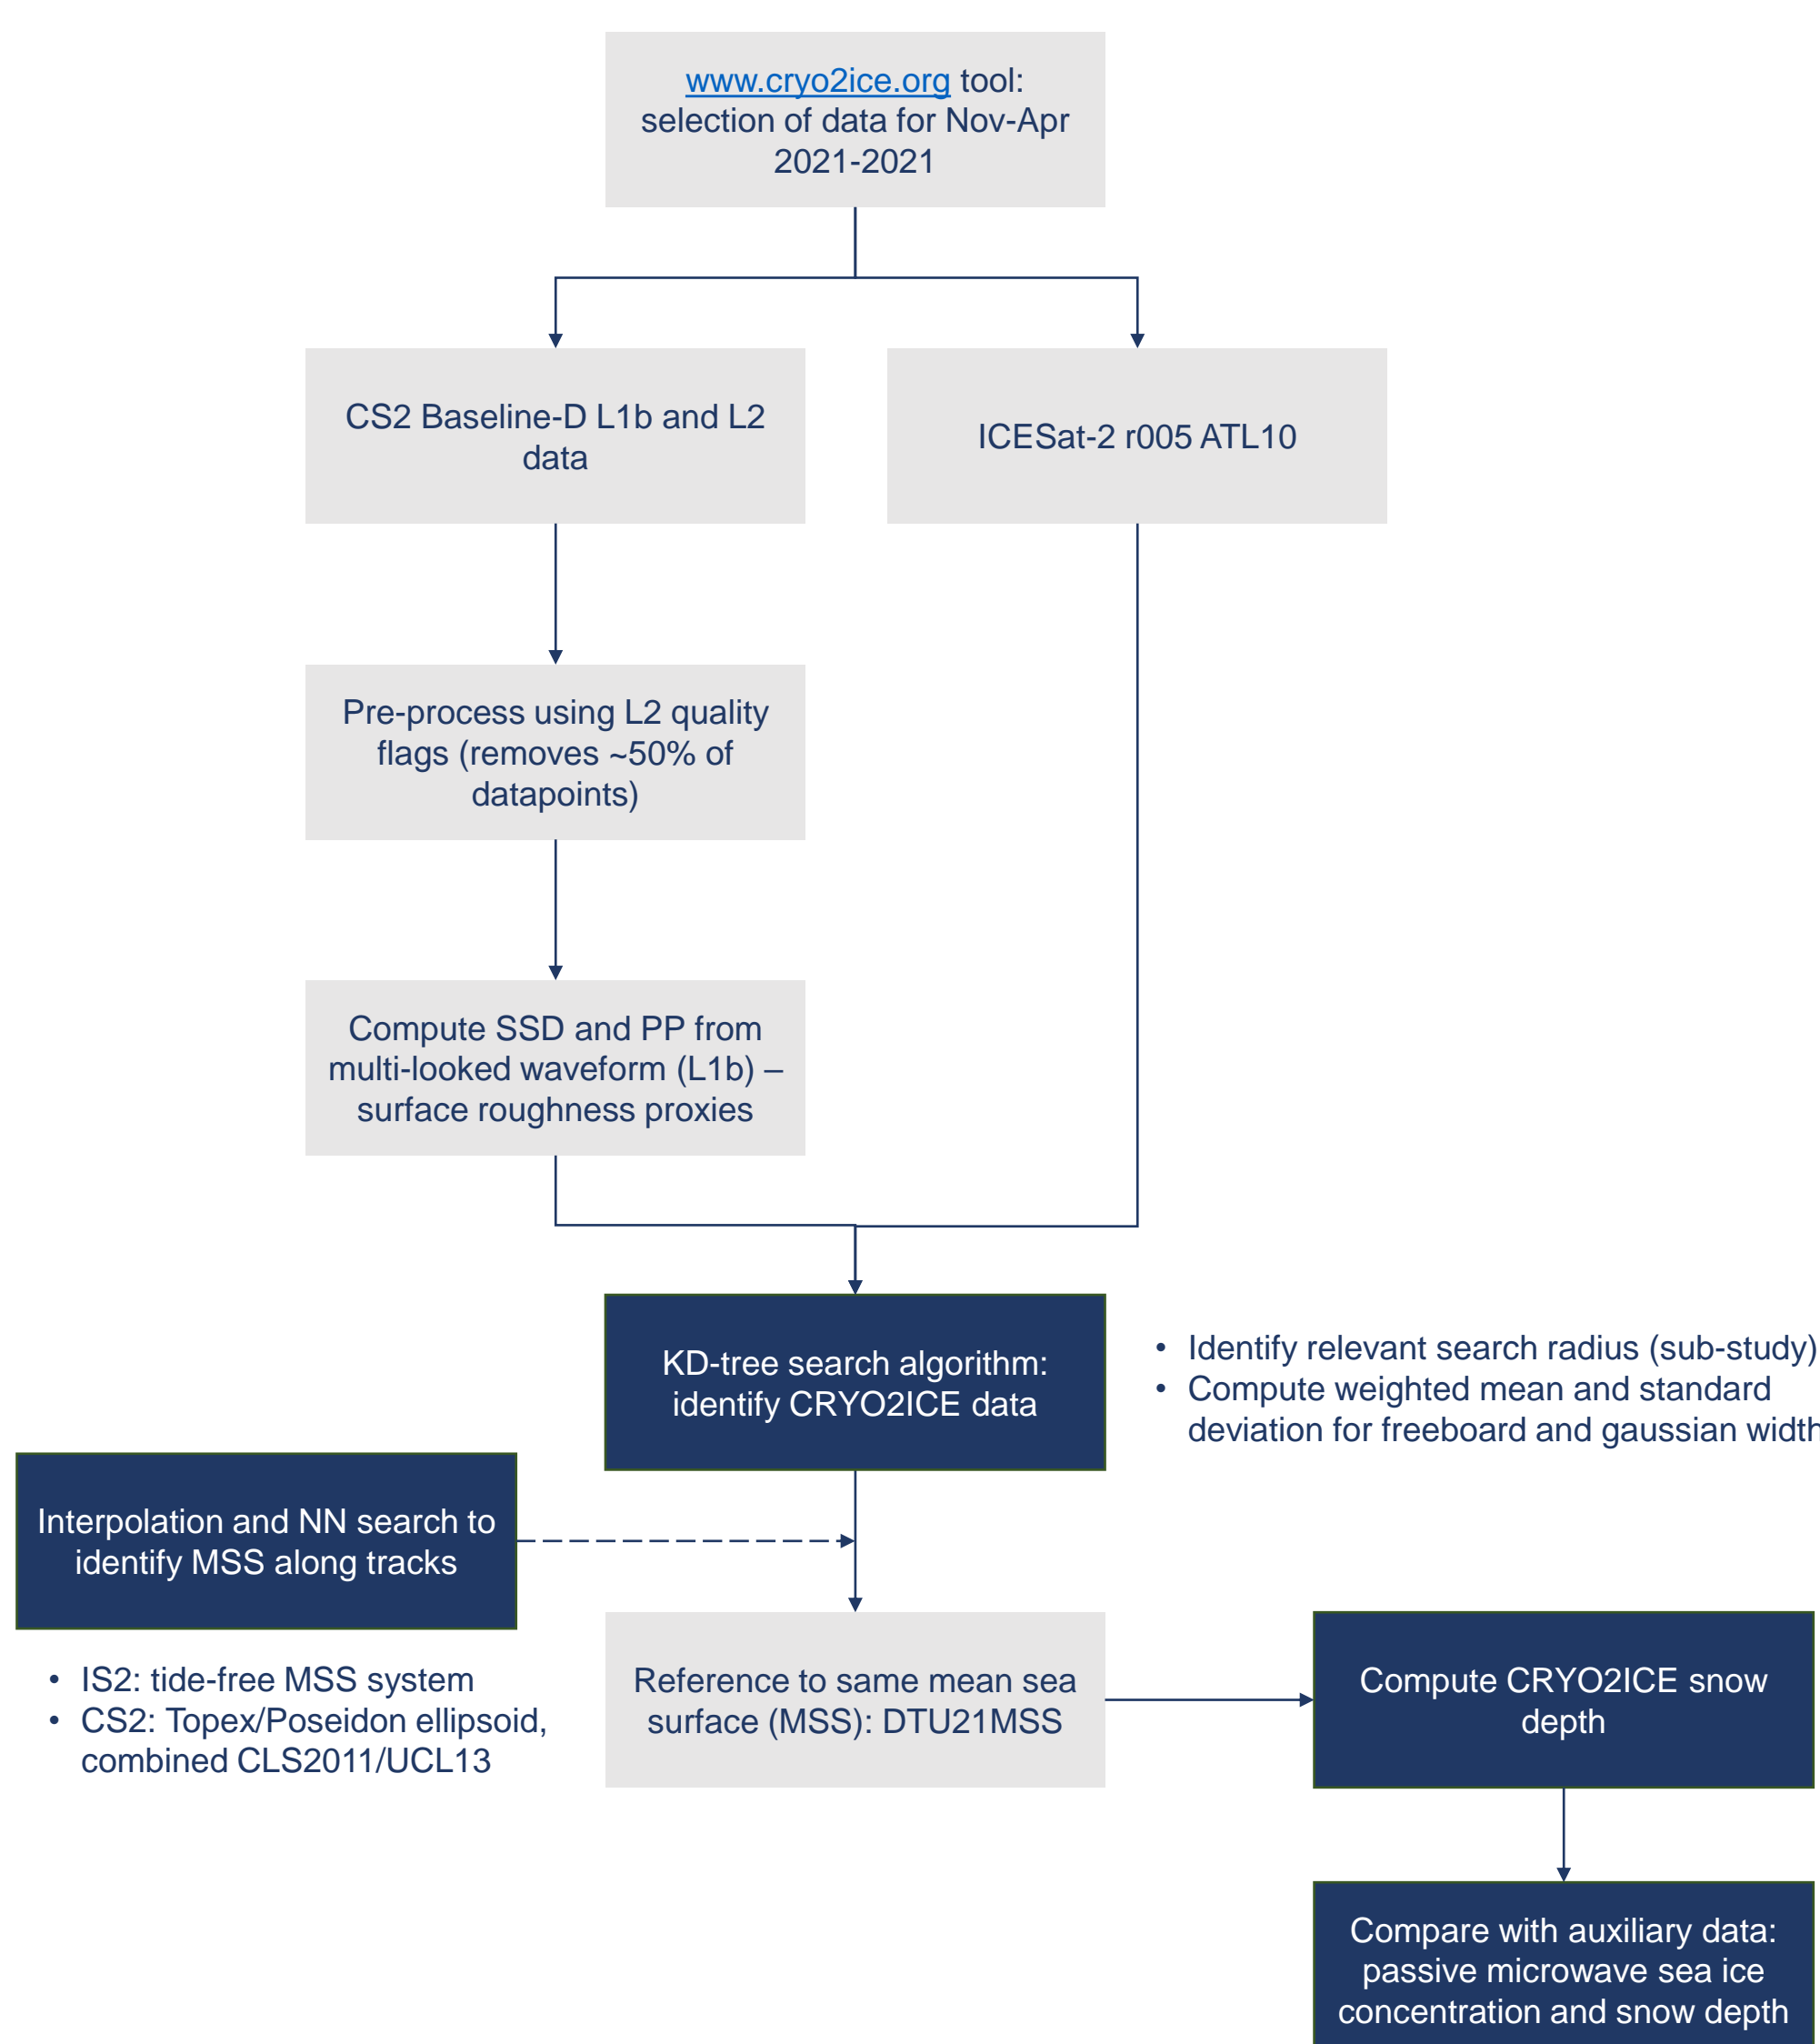 www.cryo2ice.org tool:
selection of data for Nov-Apr
2021-2021
CS2 Baseline-D L1b and L2
data
ICESat-2 r005 ATL10
Pre-process using L2 quality
flags (removes ~50% of
datapoints)
Compute SSD and PP from
multi-looked waveform (L1b) –
surface roughness proxies
KD-tree search algorithm:
identify CRYO2ICE data
• Identify relevant search radius (sub-study)
• Compute weighted mean and standard
deviation for freeboard and gaussian width
Interpolation and NN search to
identify MSS along tracks
• IS2: tide-free MSS system
• CS2: Topex/Poseidon ellipsoid,
combined CLS2011/UCL13
Reference to same mean sea
surface (MSS): DTU21MSS
Compute CRYO2ICE snow
depth
Compare with auxiliary data:
passive microwave sea ice
concentration and snow depth